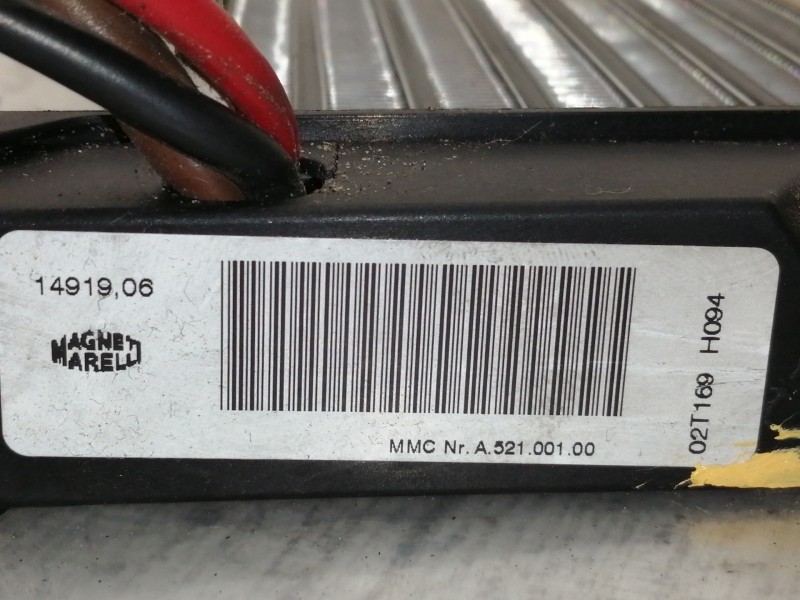 14919,06
MAGNETI
MARELLI
MMC Nr. A.521.001.00
02T169 H094